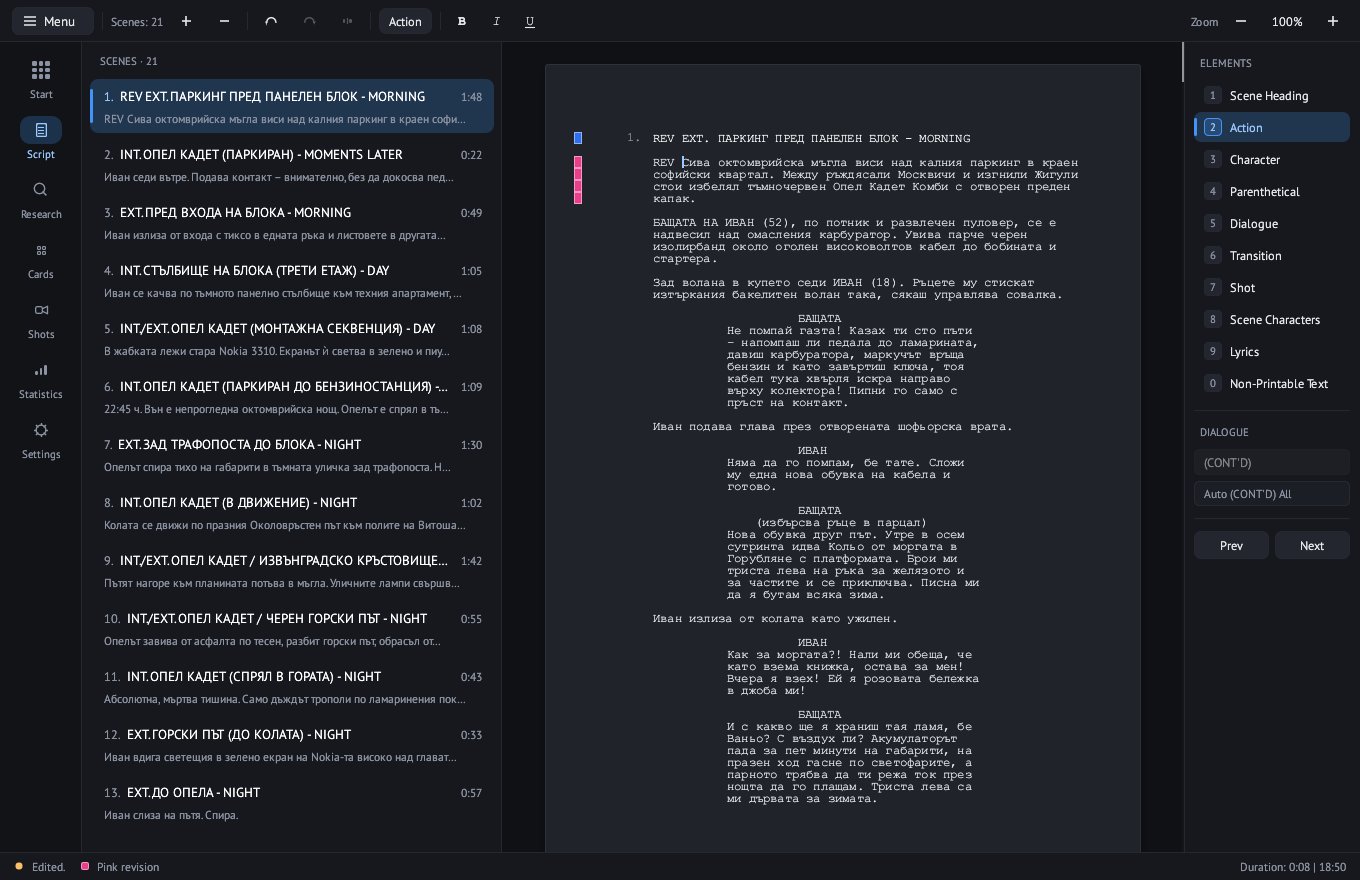 Menu
Scenes: 21
Action
B
I
U
Zoom
100%
Start
Script
Research
Cards
Shots
Statistics
Settings
SCENES · 21
1. REV EXT.ПАРКИНГ ПРЕД ПАНЕЛЕН БЛОК - MORNING 1:48
REV Сива октомврийска мъгла виси над калния паркинг в краен софи...
2. INT.ОПЕЛ КАДЕТ (ПАРКИРАН) - MOMENTS LATER 0:22
Иван седи вътре. Подава контакт – внимателно, без да докосва пед...
3. EXT.ПРЕД ВХОДА НА БЛОКА - MORNING 0:49
Иван излиза от входа с тиксо в едната ръка и листовете в другата...
4. INT.СТЪЛБИЩЕ НА БЛОКА (ТРЕТИ ЕТАЖ) - DAY 1:05
Иван се качва по тъмното панелно стълбище към техния апартамент, ...
5. INT./EXT.ОПЕЛ КАДЕТ (МОНТАЖНА СЕКВЕНЦИЯ) - DAY 1:08
В жабката лежи стара Nokia 3310. Екранът ѝ светва в зелено и пиу...
6. INT.ОПЕЛ КАДЕТ (ПАРКИРАН ДО БЕНЗИНОСТАНЦИЯ) -... 1:09
22:45 ч. Вън е непрогледна октомврийска нощ. Опелът е спрял в тъ...
7. EXT.ЗАД ТРАФОПОСТА ДО БЛОКА - NIGHT 1:30
Опелът спира тихо на габарити в тъмната уличка зад трафопоста. Н...
8. INT.ОПЕЛ КАДЕТ (В ДВИЖЕНИЕ) - NIGHT 1:02
Колата се движи по празния Околовръстен път към полите на Витоша...
9. INT/EXT.ОПЕЛ КАДЕТ / ИЗВЪНГРАДСКО КРЪСТОВИЩЕ... 1:42
Пътят нагоре към планината потъва в мъгла. Уличните лампи свършв...
10. INT./EXT.ОПЕЛ КАДЕТ / ЧЕРЕН ГОРСКИ ПЪТ - NIGHT 0:55
Опелът завива от асфалта по тесен, разбит горски път, обрасъл от...
11. INT.ОПЕЛ КАДЕТ (СПРЯЛ В ГОРАТА) - NIGHT 0:43
Абсолютна, мъртва тишина. Само дъждът трополи по ламаринения пок...
12. EXT.ГОРСКИ ПЪТ (ДО КОЛАТА) - NIGHT 0:33
Иван вдига светещия в зелено екран на Nokia-та високо над глават...
13. EXT.ДО ОПЕЛА - NIGHT 0:57
Иван слиза на пътя. Спира.
1. REV EXT. ПАРКИНГ ПРЕД ПАНЕЛЕН БЛОК - MORNING
REV Сива октомврийска мъгла виси над калния паркинг в краен
софийски квартал. Между ръждясали Москвичи и изгнили Жигули
стои избелял тъмночервен Опел Кадет Комби с отворен преден
капак.
БАЩАТА НА ИВАН (52), по потник и развлечен пуловер, се е
надвесил над омасления карбуратор. Увива парче черен
изолирбанд около оголен високоволтов кабел до бобината и
стартера.
Зад волана в купето седи ИВАН (18). Ръцете му стискат
изтъркания бакелитен волан така, сякаш управлява совалка.
БАЩАТА
Не помпай газта! Казах ти сто пъти
– напомпаш ли педала до ламарината,
давиш карбуратора, маркучът връща
бензин и като завъртиш ключа, тоя
кабел тука хвърля искра направо
върху колектора! Пипни го само с
пръст на контакт.
Иван подава глава през отворената шофьорска врата.
ИВАН
Няма да го помпам, бе тате. Сложи
му една нова обувка на кабела и
готово.
БАЩАТА
(избърсва ръце в парцал)
Нова обувка друг път. Утре в осем
сутринта идва Кольо от моргата в
Горубляне с платформата. Брои ми
триста лева на ръка за желязото и
за частите и се приключва. Писна ми
да я бутам всяка зима.
Иван излиза от колата като ужилен.
ИВАН
Как за моргата?! Нали ми обеща, че
като взема книжка, остава за мен!
Вчера я взех! Ей я розовата бележка
в джоба ми!
БАЩАТА
И с какво ще я храниш тая ламя, бе
Ваньо? С въздух ли? Акумулаторът
пада за пет минути на габарити, на
празен ход гасне по светофарите, а
парното трябва да ти режа ток през
нощта да го плащам. Триста лева са
ми дървата за зимата.
ELEMENTS
1 Scene Heading
2 Action
3 Character
4 Parenthetical
5 Dialogue
6 Transition
7 Shot
8 Scene Characters
9 Lyrics
0 Non-Printable Text
DIALOGUE
(CONT'D)
Auto (CONT'D) All
Prev
Next
Edited.
Pink revision
Duration: 0:08 | 18:50